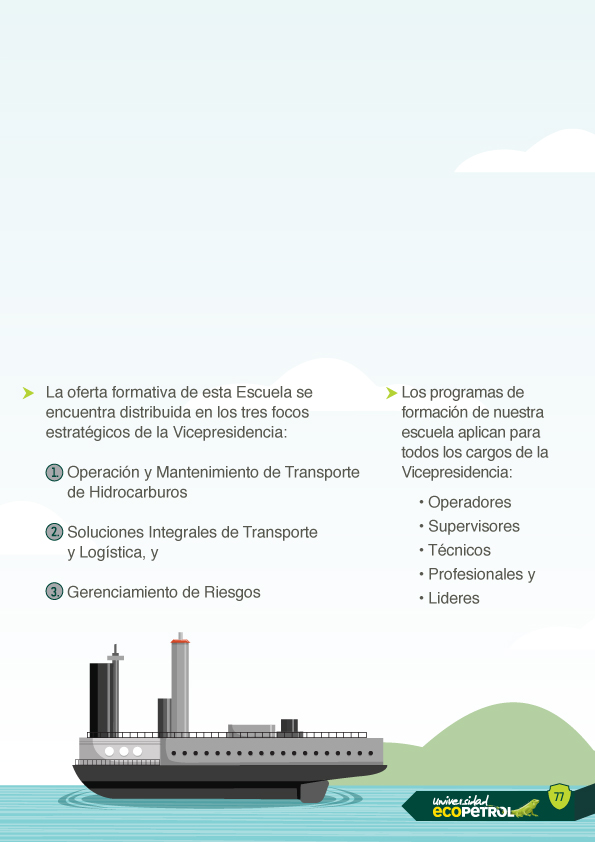 La oferta formativa de esta Escuela se
encuentra distribuida en los tres focos
estratégicos de la Vicepresidencia:
1. Operación y Mantenimiento de Transporte
de Hidrocarburos
2. Soluciones Integrales de Transporte
y Logística, y
3. Gerenciamiento de Riesgos
Los programas de
formación de nuestra
escuela aplican para
todos los cargos de la
Vicepresidencia:
• Operadores
• Supervisores
• Técnicos
• Profesionales y
• Lideres
universidad
ecoPETROL
77